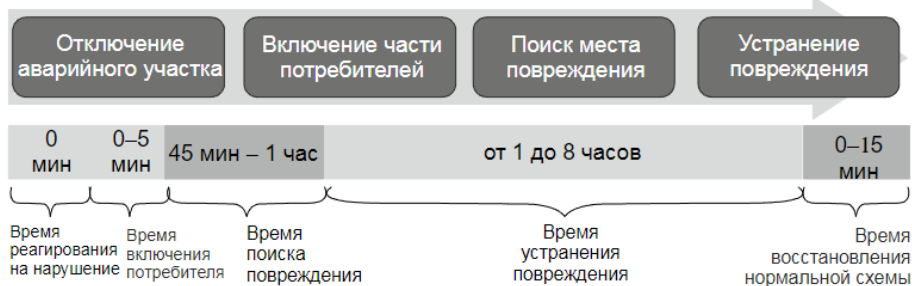 Отключение
аварийного участка
Включение части
потребителей
Поиск места
повреждения
Устранение
повреждения
0
мин
0–5
мин
45 мин – 1 час
от 1 до 8 часов
0–15
мин
Время
реагирования
на нарушение
Время
включения
потребителя
Время
поиска
повреждения
Время
устранения
повреждения
Время
восстановления
нормальной схемы